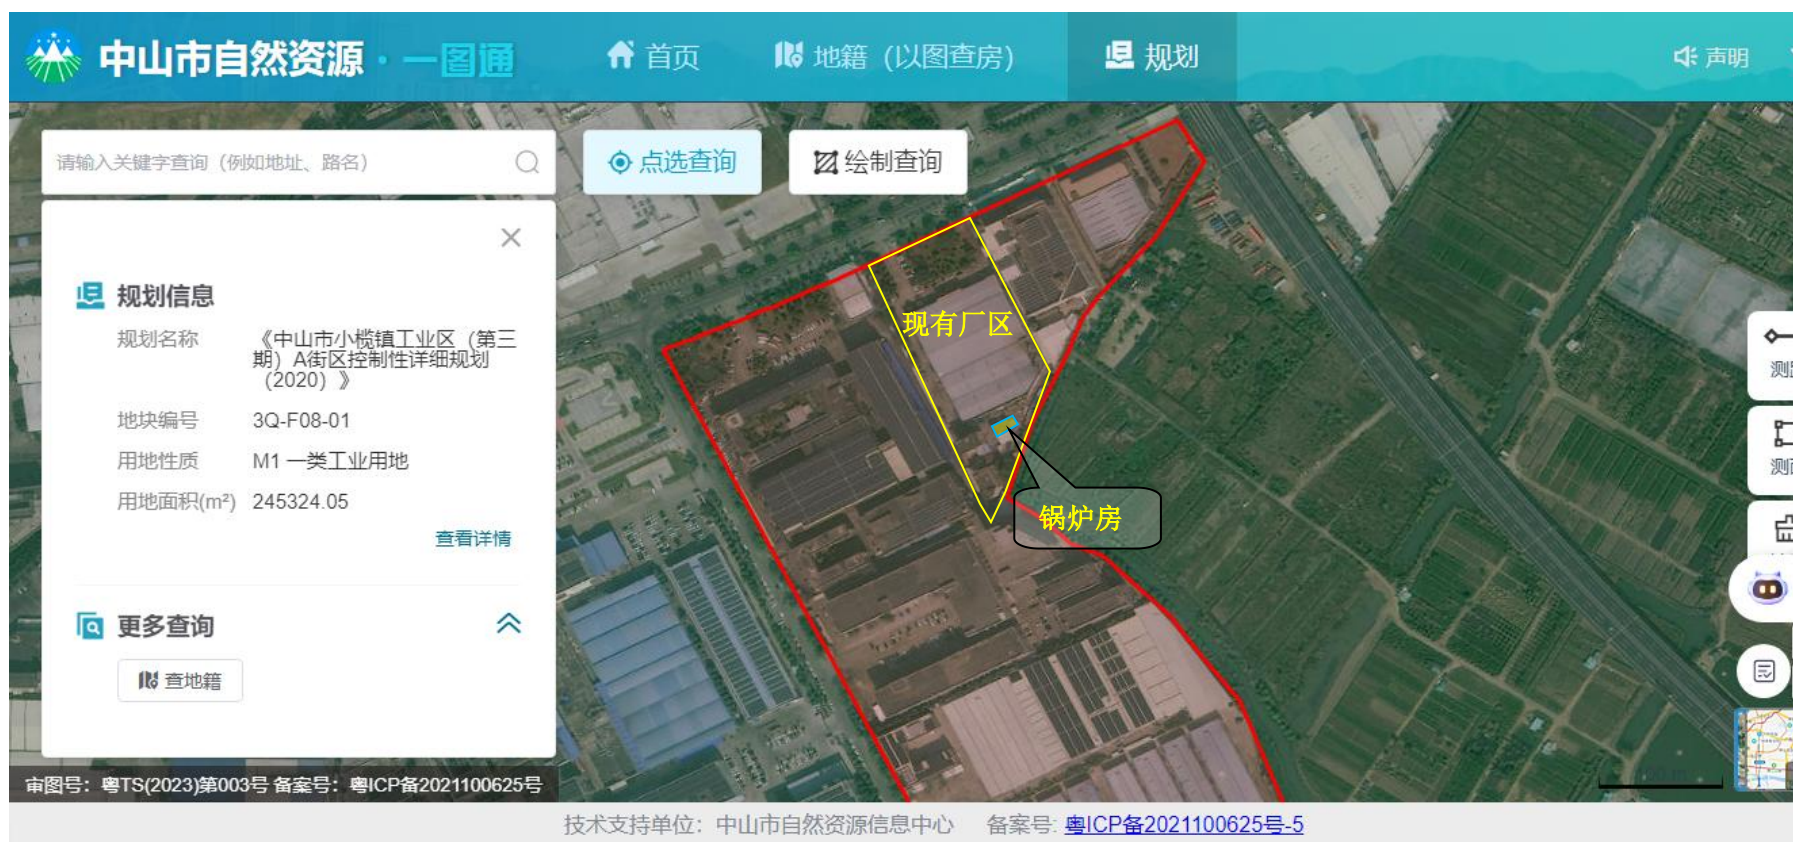 中山市自然资源·一图通
首页
地籍（以图查房）
规划
声明
请输入关键字查询（例如地址、路名）
点选查询
绘制查询
规划信息
规划名称
《中山市小榄镇工业区（第三
期）A街区控制性详细规划
（2020）》
地块编号
3Q-F08-01
用地性质
M1 一类工业用地
用地面积(m²)
245324.05
查看详情
更多查询
查地籍
现有厂区
锅炉房
测
测
审图号：粤TS(2023)第003号 备案号：粤ICP备2021100625号
技术支持单位：中山市自然资源信息中心
备案号: 粤ICP备2021100625号-5